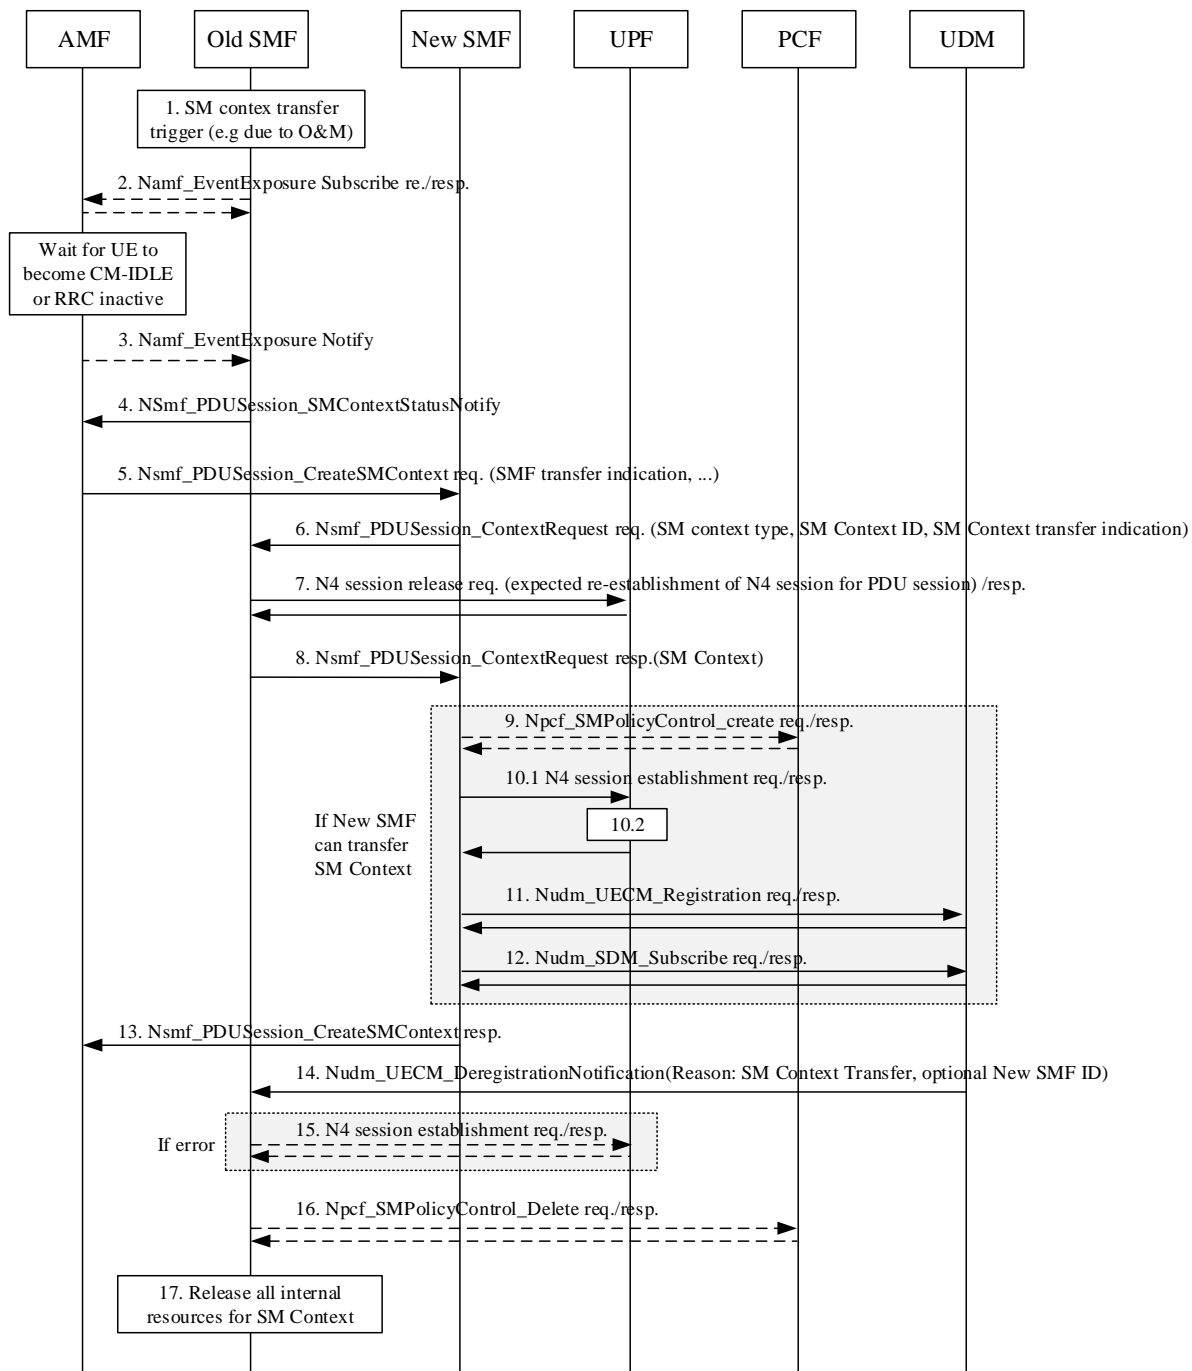 AMF
Old SMF
New SMF
UPF
PCF
UDM
1. SM contex transfer
trigger (e.g due to O&M)
2. Namf_EventExposure Subscribe re./resp.
Wait for UE to
become CM-IDLE
or RRC inactive
3. Namf_EventExposure Notify
4. NSmf_PDUSession_SMContextStatusNotify
5. Nsmf_PDUSession_CreateSMContext req. (SMF transfer indication, ...)
6. Nsmf_PDUSession_ContextRequest req. (SM context type, SM Context ID, SM Context transfer indication)
7. N4 session release req. (expected re-establishment of N4 session for PDU session) /resp.
8. Nsmf_PDUSession_ContextRequest resp.(SM Context)
9. Npcf_SMPolicyControl_create req./resp.
10.1 N4 session establishment req./resp.
10.2
If New SMF
can transfer
SM Context
11. Nudm_UECM_Registration req./resp.
12. Nudm_SDM_Subscribe req./resp.
13. Nsmf_PDUSession_CreateSMContext resp.
14. Nudm_UECM_DeregistrationNotification(Reason: SM Context Transfer, optional New SMF ID)
If error
15. N4 session establishment req./resp.
16. Npcf_SMPolicyControl_Delete req./resp.
17. Release all internal
resources for SM Context